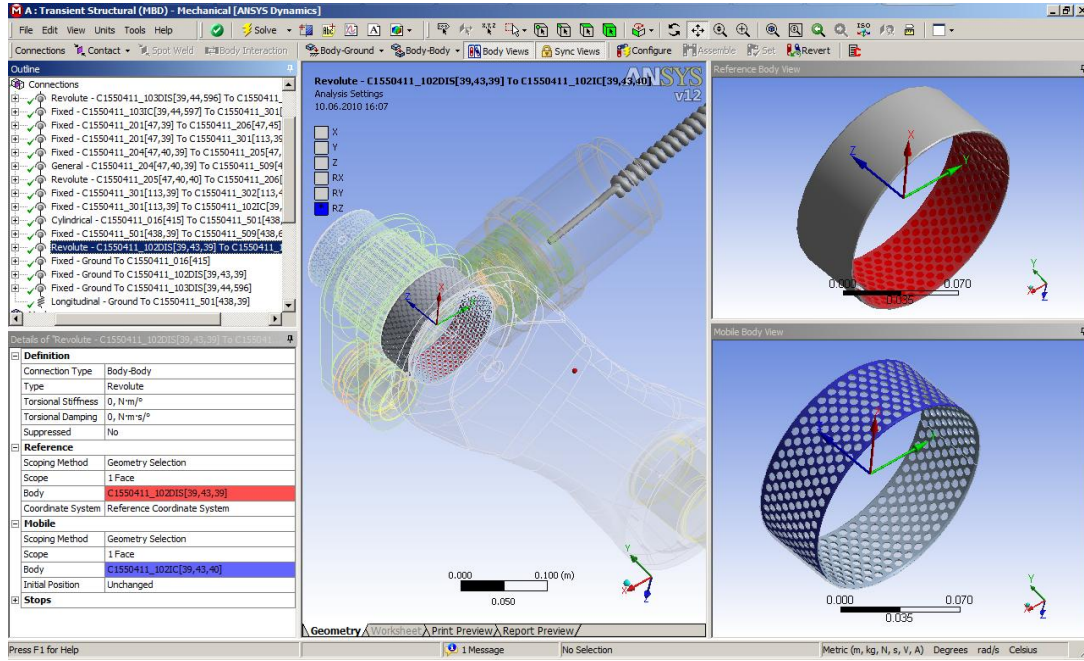 A : Transient Structural (MBD) - Mechanical [ANSYS Dynamics]
File Edit View Units Tools Help Solve
Connections Contact Spot Weld Body Interaction Body-Ground Body-Body Body Views Sync Views Configure Assemble Set Revert
Outline
Connections
Revolute - C1550411_103DIS[39,44,596] To C1550411_
Fixed - C1550411_103IC[39,44,597] To C1550411_301[
Fixed - C1550411_201[47,39] To C1550411_206[47,45]
Fixed - C1550411_201[47,39] To C1550411_301[113,39
Fixed - C1550411_204[47,40,39] To C1550411_205[47,
General - C1550411_204[47,40,39] To C1550411_509[4
Revolute - C1550411_205[47,40,40] To C1550411_206[
Fixed - C1550411_301[113,39] To C1550411_302[113,4
Fixed - C1550411_301[113,39] To C1550411_102IC[39,
Cylindrical - C1550411_016[415] To C1550411_501[438,
Fixed - C1550411_501[438,39] To C1550411_509[438,6
Revolute - C1550411_102DIS[39,43,39] To C1550411_1
Fixed - Ground To C1550411_016[415]
Fixed - Ground To C1550411_102DIS[39,43,39]
Fixed - Ground To C1550411_103DIS[39,44,596]
Longitudinal - Ground To C1550411_501[438,39]
Details of "Revolute - C1550411_102DIS[39,43,39] To C155041...
Definition
Connection Type Body-Body
Type Revolute
Torsional Stiffness 0, N·m/°
Torsional Damping 0, N·m·s/°
Suppressed No
Reference
Scoping Method Geometry Selection
Scope 1 Face
Body C1550411_102DIS[39,43,39]
Coordinate System Reference Coordinate System
Mobile
Scoping Method Geometry Selection
Scope 1 Face
Body C1550411_102IC[39,43,40]
Initial Position Unchanged
Stops
Revolute - C1550411_102DIS[39,43,39] To C1550411_102IC[39,43,40]
Analysis Settings
10.06.2010 16:07
ANSYS
v12
X
Y
Z
RX
RY
RZ
X
Z
Y
X
Z
0.000 0.100 (m)
0.050
Geometry Worksheet Print Preview Report Preview
Reference Body View
X
Z
Y
0.000 0.070
0.035
Y
X
Z
Mobile Body View
0.000 0.070
0.035
Y
X
Z
Press F1 for Help 1 Message No Selection Metric (m, kg, N, s, V, A) Degrees rad/s Celsius